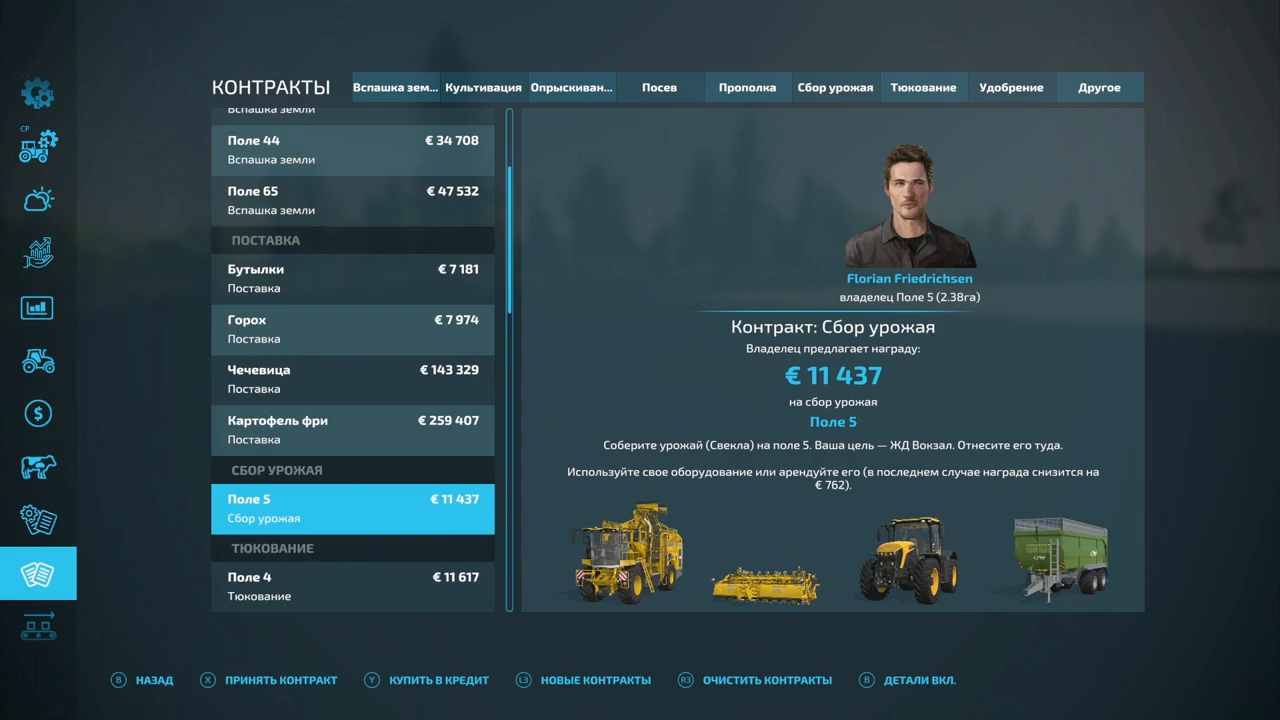 КОНТРАКТЫ
Вспашка зем...
Культивация
Опрыскиван...
Посев
Прополка
Сбор урожая
Тюкование
Удобрение
Другое
CP
Вспашка земли
Поле 44 € 34 708
Вспашка земли
Поле 65 € 47 532
Вспашка земли
ПОСТАВКА
Бутылки € 7 181
Поставка
Горох € 7 974
Поставка
Чечевица € 143 329
Поставка
Картофель фри € 259 407
Поставка
СБОР УРОЖАЯ
Поле 5 € 11 437
Сбор урожая
ТЮКОВАНИЕ
Поле 4 € 11 617
Тюкование
Florian Friedrichsen
владелец Поле 5 (2.38га)
Контракт: Сбор урожая
Владелец предлагает награду:
€ 11 437
на сбор урожая
Поле 5
Соберите урожай (Свекла) на поле 5. Ваша цель — ЖД Вокзал. Отнесите его туда.
Используйте свое оборудование или арендуйте его (в последнем случае награда снизится на
€ 762).
B НАЗАД
X ПРИНЯТЬ КОНТРАКТ
Y КУПИТЬ В КРЕДИТ
L3 НОВЫЕ КОНТРАКТЫ
R3 ОЧИСТИТЬ КОНТРАКТЫ
B ДЕТАЛИ ВКЛ.